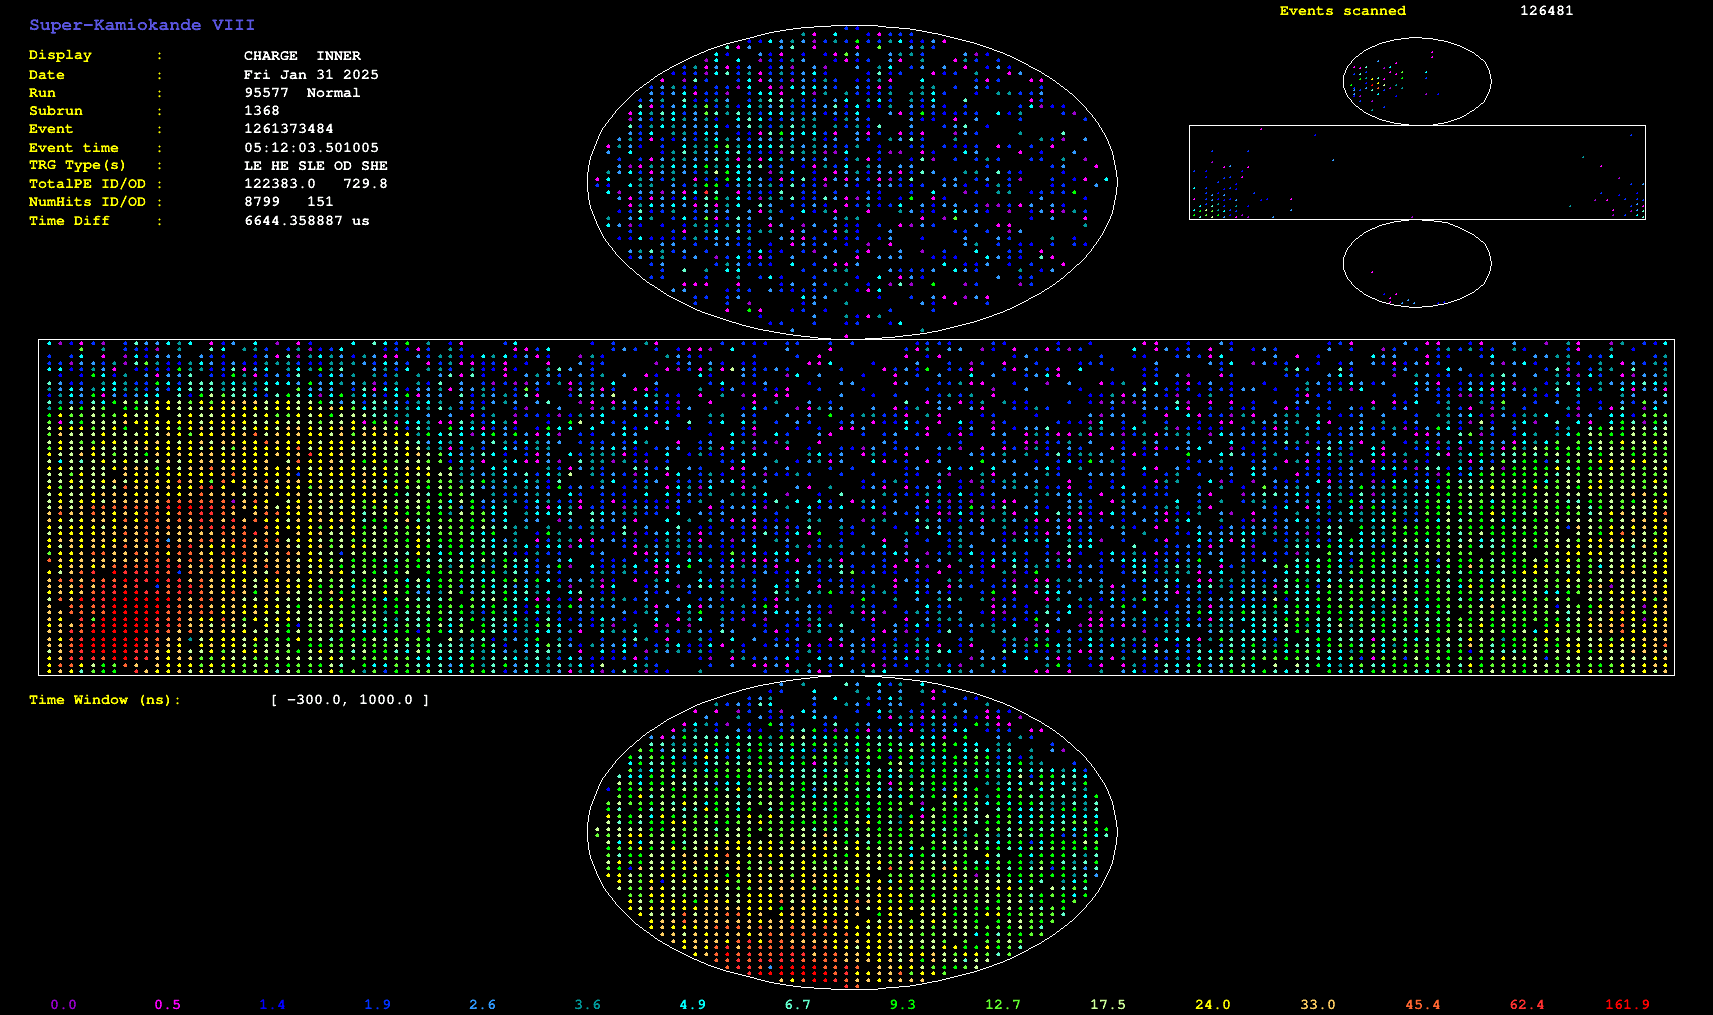 Super-Kamiokande VIII
Events scanned 126481
Display : CHARGE INNER
Date : Fri Jan 31 2025
Run : 95577 Normal
Subrun : 1368
Event : 1261373484
Event time : 05:12:03.501005
TRG Type(s) : LE HE SLE OD SHE
TotalPE ID/OD : 122383.0 729.8
NumHits ID/OD : 8799 151
Time Diff : 6644.358887 us
Time Window (ns): [ -300.0, 1000.0 ]
0.0 0.5 1.4 1.9 2.6 3.6 4.9 6.7 9.3 12.7 17.5 24.0 33.0 45.4 62.4 161.9